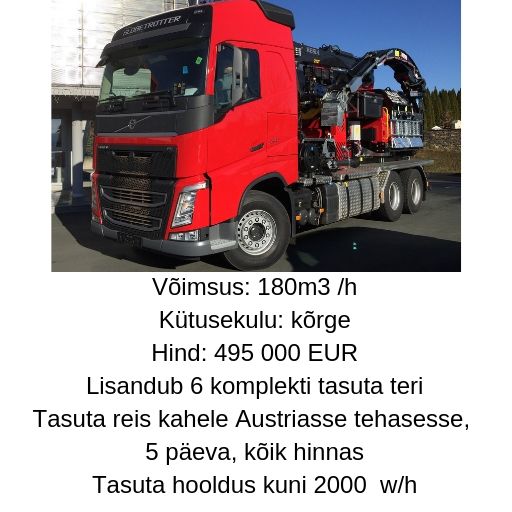 GLOBETROTTER
VOLVO
Võimsus: 180m3 /h
Kütusekulu: kõrge
Hind: 495 000 EUR
Lisandub 6 komplekti tasuta teri
Tasuta reis kahele Austriasse tehasesse,
5 päeva, kõik hinnas
Tasuta hooldus kuni 2000 w/h